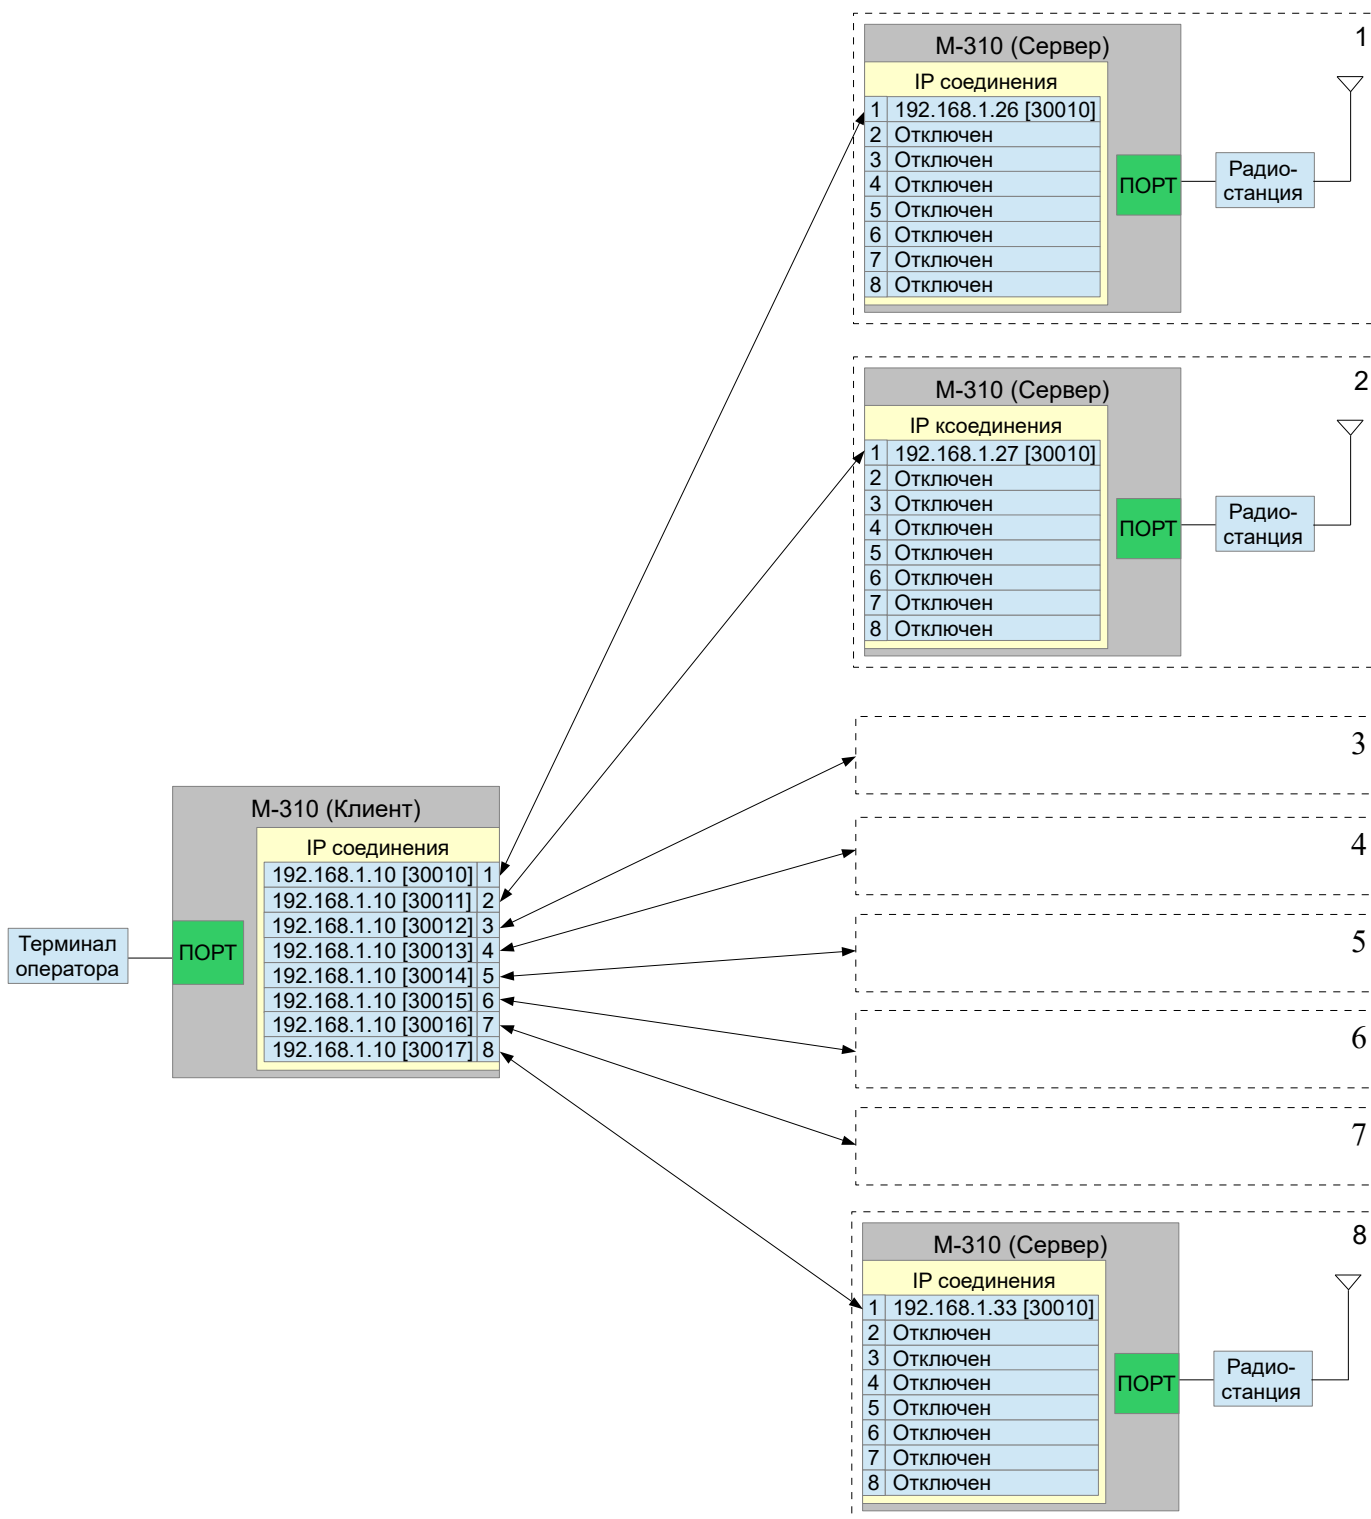 1
М-310 (Сервер)
IP соединения
1 192.168.1.26 [30010]
2 Отключен
3 Отключен
4 Отключен
5 Отключен
6 Отключен
7 Отключен
8 Отключен
ПОРТ
Радио-
станция
2
М-310 (Сервер)
IP ксоединения
1 192.168.1.27 [30010]
2 Отключен
3 Отключен
4 Отключен
5 Отключен
6 Отключен
7 Отключен
8 Отключен
ПОРТ
Радио-
станция
3
4
5
6
7
Терминал
оператора
М-310 (Клиент)
ПОРТ
IP соединения
192.168.1.10 [30010] 1
192.168.1.10 [30011] 2
192.168.1.10 [30012] 3
192.168.1.10 [30013] 4
192.168.1.10 [30014] 5
192.168.1.10 [30015] 6
192.168.1.10 [30016] 7
192.168.1.10 [30017] 8
8
М-310 (Сервер)
IP соединения
1 192.168.1.33 [30010]
2 Отключен
3 Отключен
4 Отключен
5 Отключен
6 Отключен
7 Отключен
8 Отключен
ПОРТ
Радио-
станция